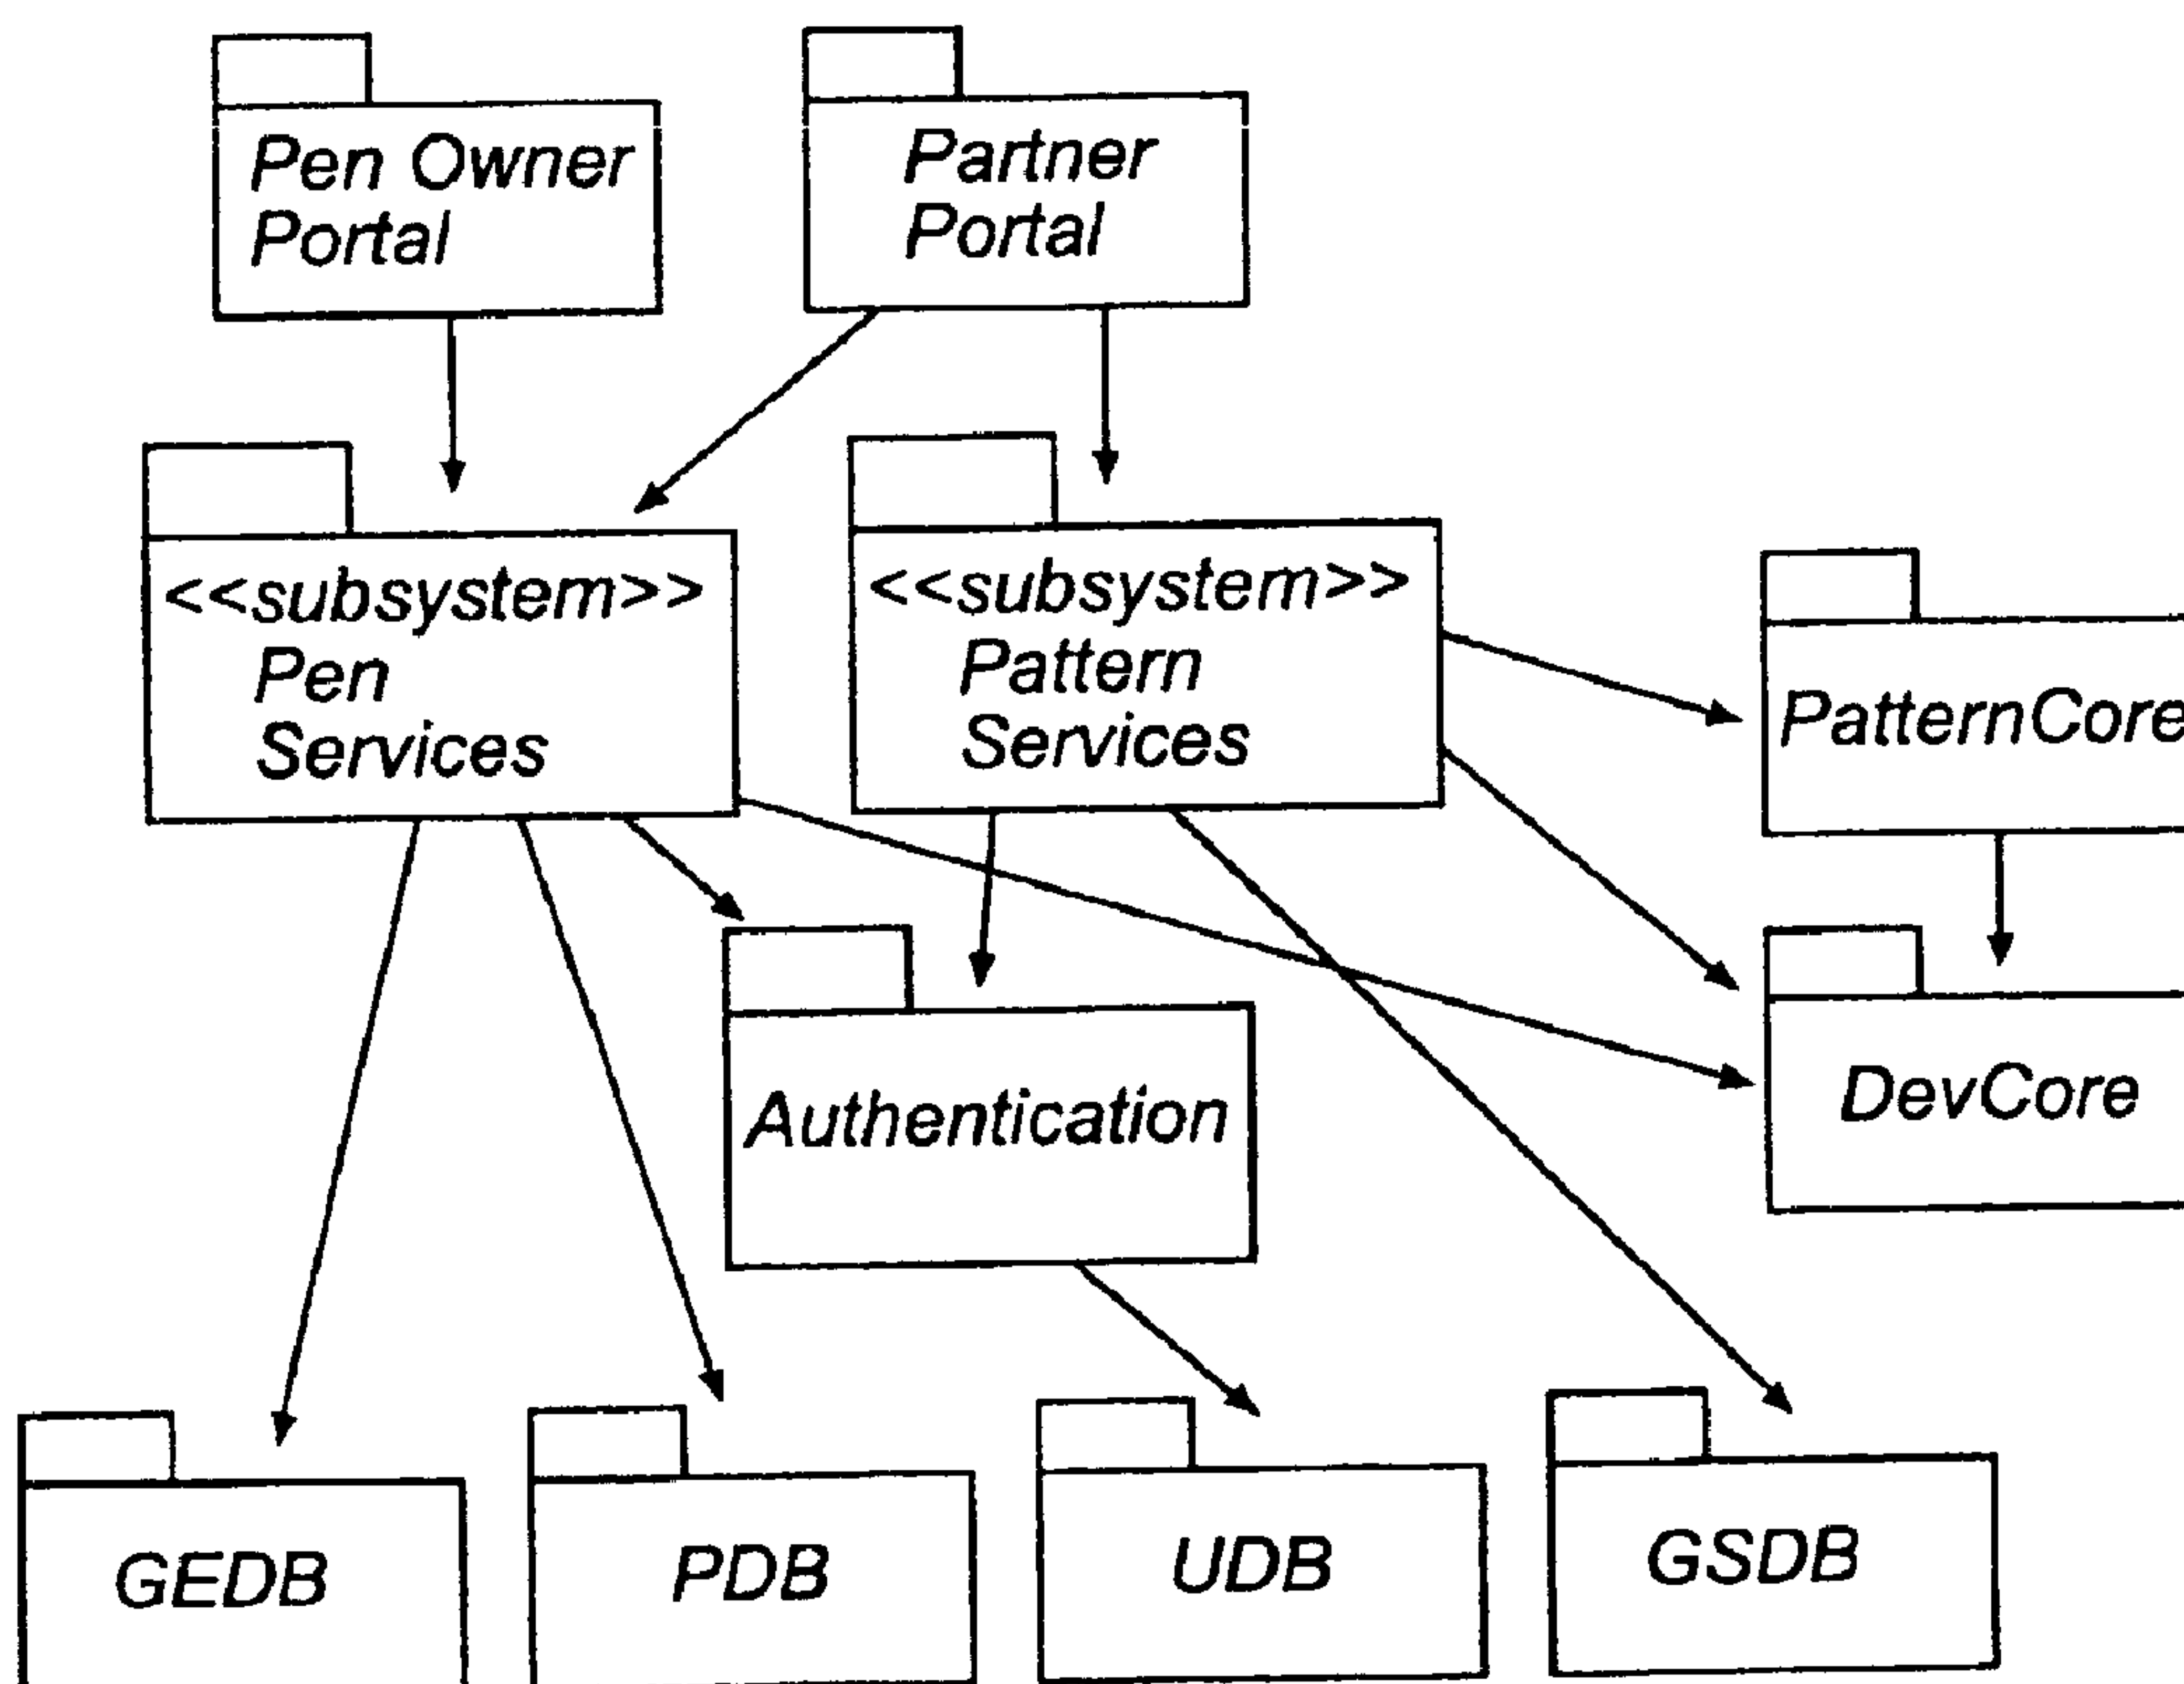 Pen Owner
Portal
Partner
Portal
<<subsystem>>
Pen
Services
<<subsystem>>
Pattern
Services
PatternCore
Authentication
DevCore
GEDB
PDB
UDB
GSDB